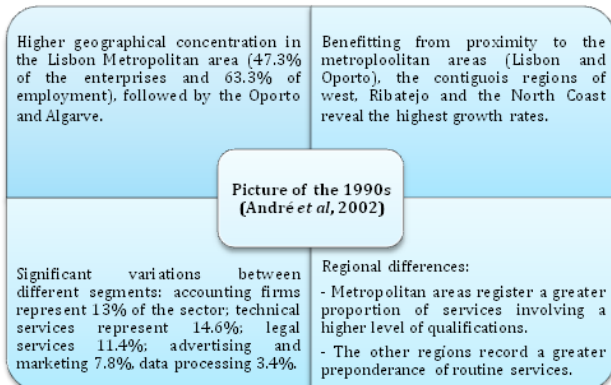 Higher geographical concentration in
the Lisbon Metropolitan area (47.3%
of the enterprises and 63.3% of
employment), followed by the Oporto
and Algarve.
Benefitting from proximity to the
metroploolitan areas (Lisbon and
Oporto), the contiguois regions of
west, Ribatejo and the North Coast
reveal the highest growth rates.
Picture of the 1990s
(André et al, 2002)
Significant variations between
different segments: accounting firms
represent 13% of the sector; technical
services represent 14.6%; legal
services 11.4%; advertising and
marketing 7.8%, data processing 3.4%.
Regional differences:
- Metropolitan areas register a greater
proportion of services involving a
higher level of qualifications.
- The other regions record a greater
preponderance of routine services.